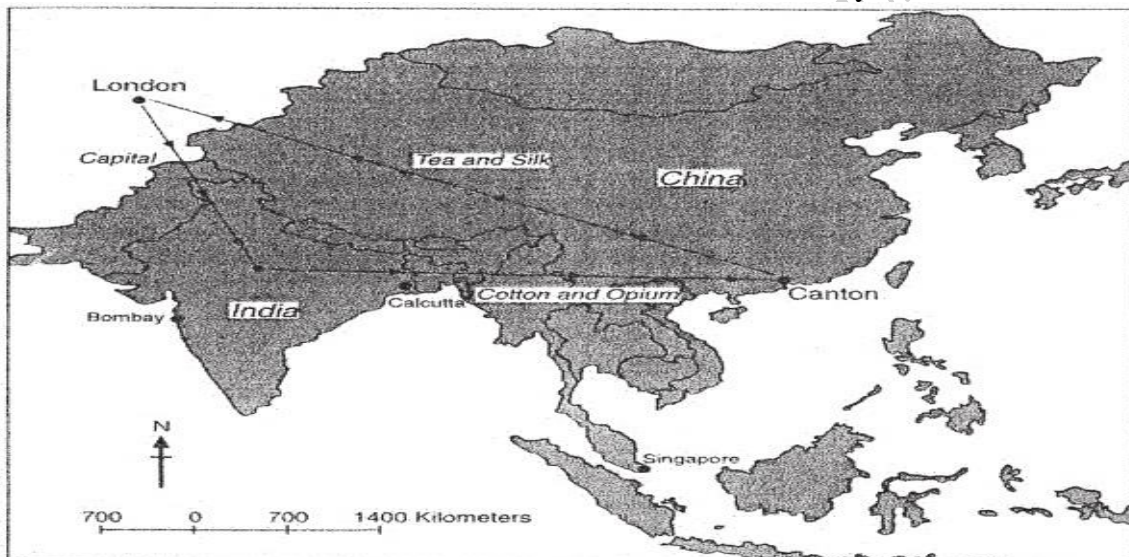 London
Capital
Tea and Silk
China
India
Calcutta
Cotton and Opium
Canton
Bombay
N
Singapore
700 0 700 1400 Kilometers